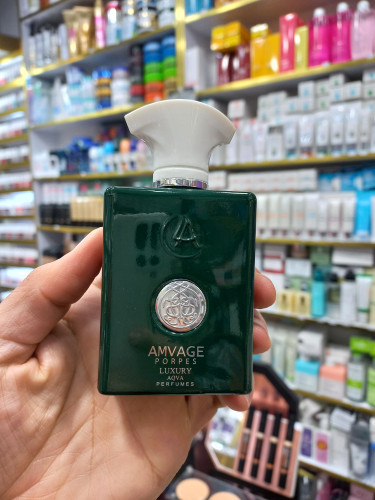 AMVAGE
PORPES
LUXURY
AQVA
PERFUMES